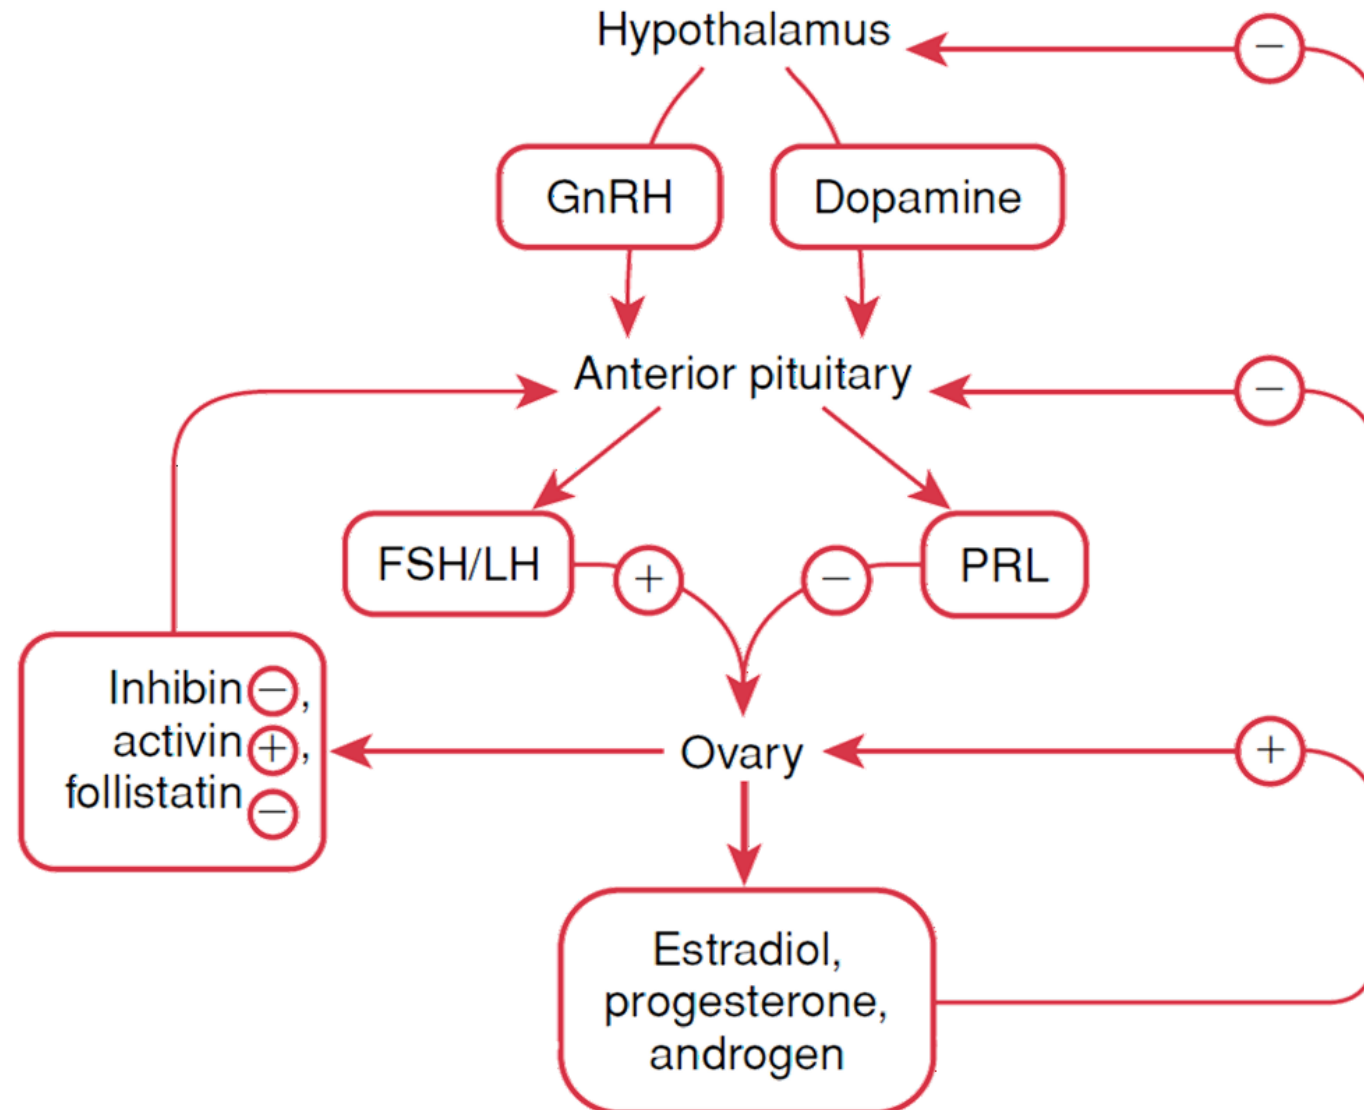 Hypothalamus
−
GnRH
Dopamine
Anterior pituitary
−
FSH/LH
+
−
PRL
Inhibin −,
activin +,
follistatin −
Ovary
+
Estradiol,
progesterone,
androgen